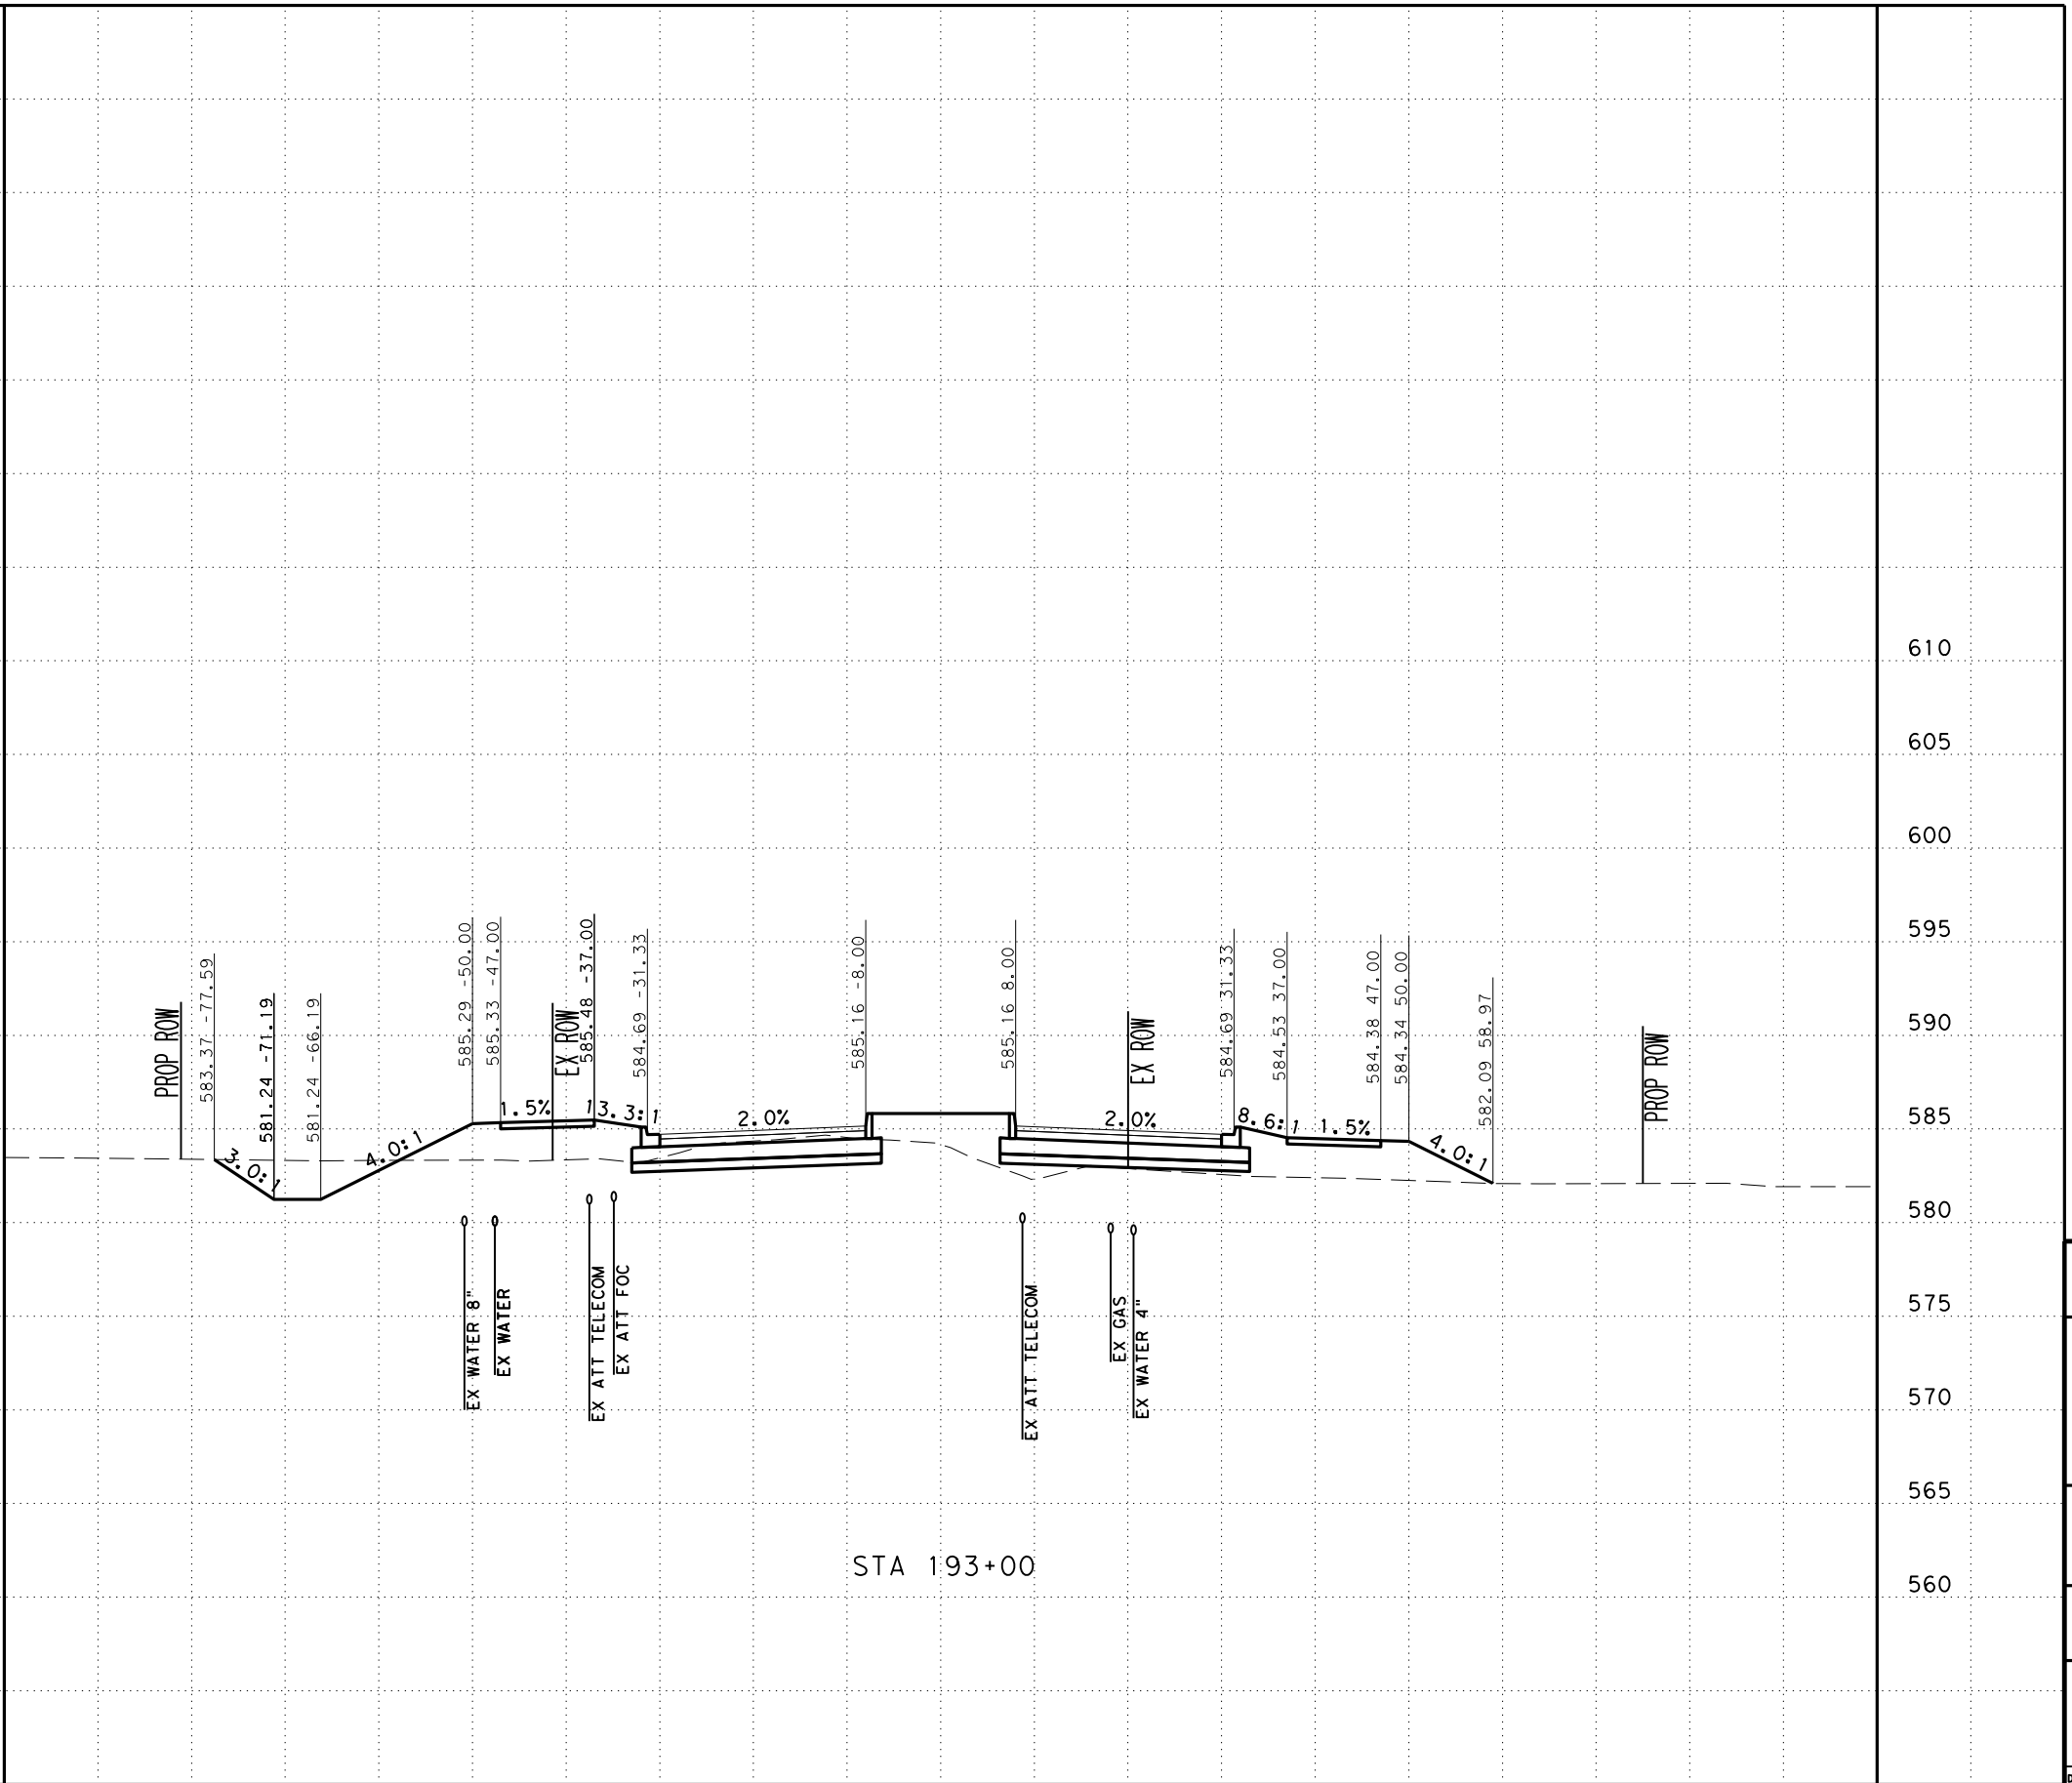 610
605
600
595
590
585
580
575
570
565
560
PROP ROW
583.37 -77.59
581.24 -71.19
581.24 -66.19
585.29 -50.00
585.33 -47.00
EX ROW
585.48 -37.00
584.69 -31.33
585.16 -8.00
585.16 8.00
EX ROW
584.69 31.33
584.53 37.00
584.38 47.00
584.34 50.00
582.09 58.97
PROP ROW
3.0:1
4.0:1
1.5%
13.3:1
2.0%
2.0%
8.6:1
1.5%
4.0:1
EX WATER 8"
EX WATER
EX ATT TELECOM
EX ATT FOC
EX ATT TELECOM
EX GAS
EX WATER 4"
STA 193+00